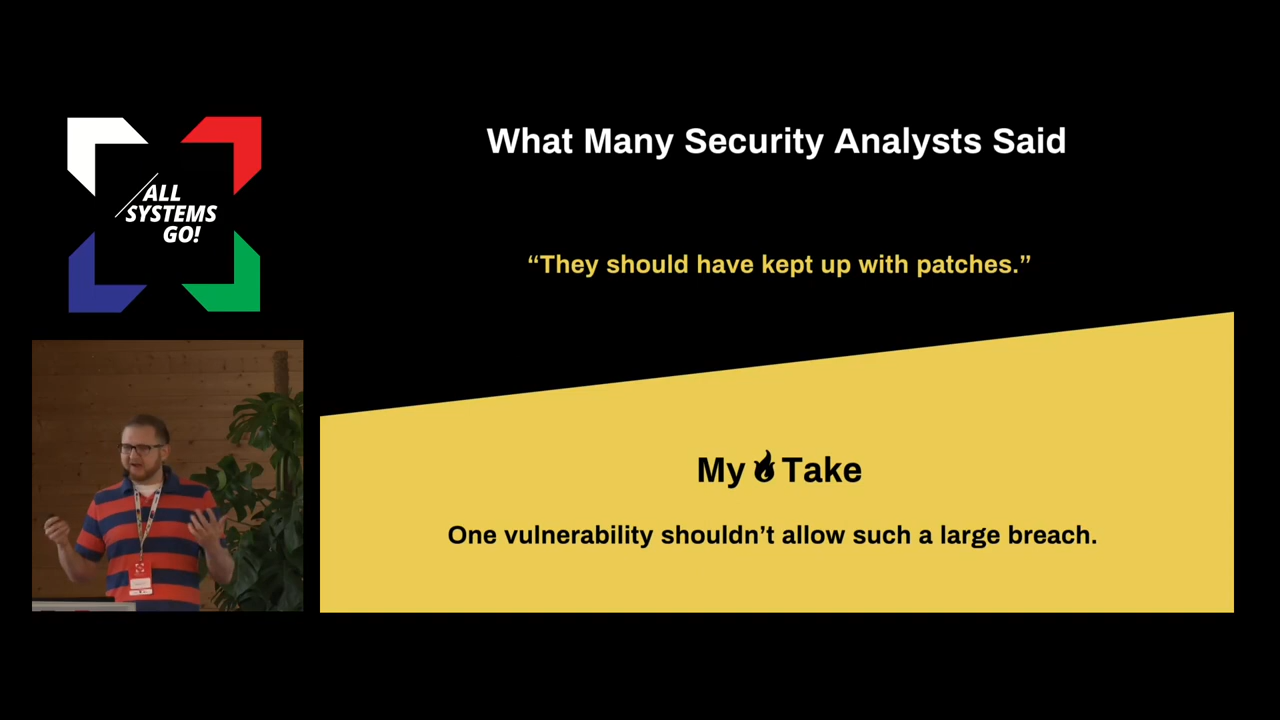 ALL
SYSTEMS
GO!
What Many Security Analysts Said
“They should have kept up with patches.”
My 🔥 Take
One vulnerability shouldn’t allow such a large breach.